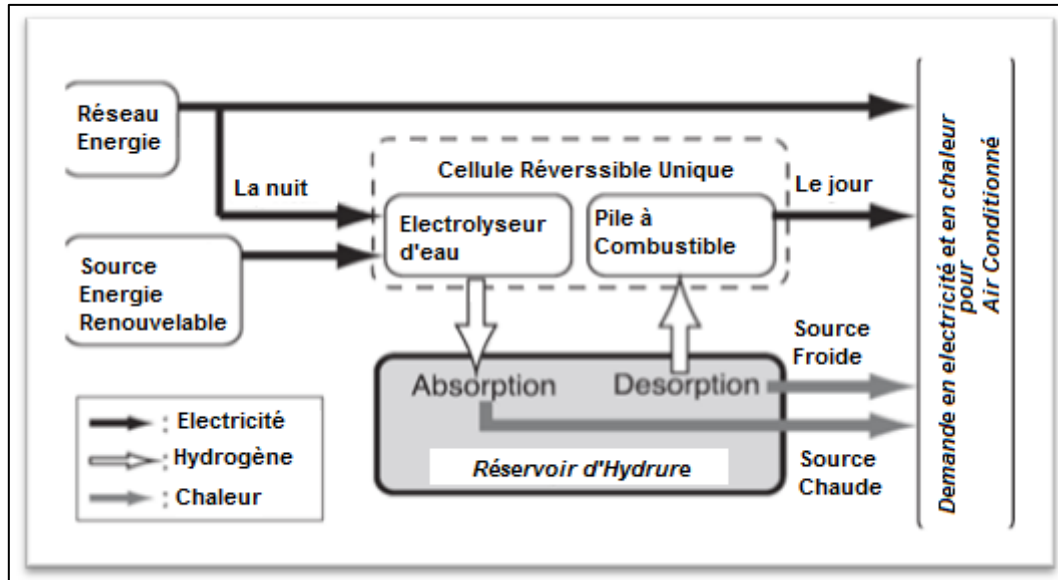 Réseau
Energie
La nuit
Source
Energie
Renouvelable
Cellule Réverssible Unique
Electrolyseur
d'eau
Pile à
Combustible
Le jour
Source
Froide
Absorption
Desorption
Réservoir d'Hydrure
Source
Chaude
: Electricité
: Hydrogène
: Chaleur
Demande en electricité et en chaleur
pour
Air Conditionné